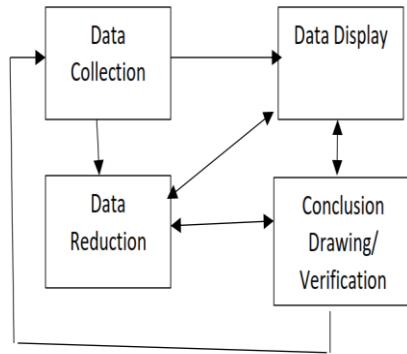 Data
Collection
Data Display
Data
Reduction
Conclusion
Drawing/
Verification